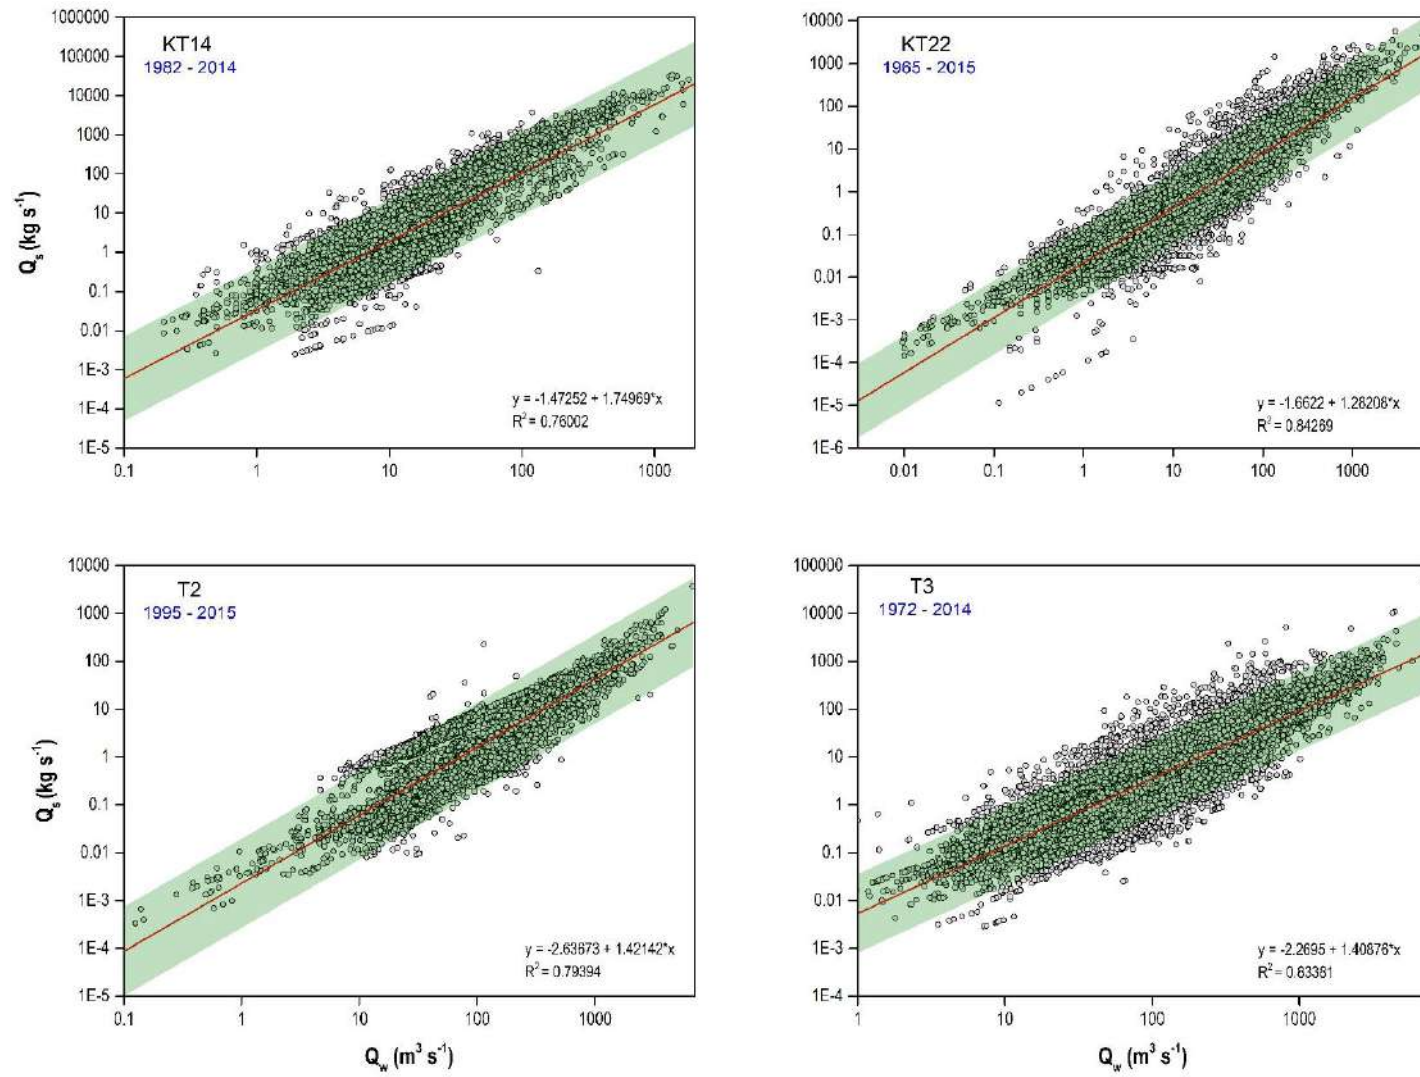 KT14
1982 - 2014
1000000
100000
10000
1000
100
10
1
0.1
0.01
1E-3
1E-4
1E-5
0.1
1
10
100
1000
Qs (kg s-1)
y = -1.47252 + 1.74969*x
R2 = 0.76002
KT22
1965 - 2015
10000
1000
100
10
1
0.1
0.01
1E-3
1E-4
1E-5
1E-6
0.01
0.1
1
10
100
1000
y = -1.6622 + 1.28208*x
R2 = 0.84269
T2
1995 - 2015
10000
1000
100
10
1
0.1
0.01
1E-3
1E-4
1E-5
0.1
1
10
100
1000
Qs (kg s-1)
Qw (m3 s-1)
y = -2.63673 + 1.42142*x
R2 = 0.79394
T3
1972 - 2014
100000
10000
1000
100
10
1
0.1
0.01
1E-3
1E-4
1
10
100
1000
Qw (m3 s-1)
y = -2.2695 + 1.40876*x
R2 = 0.83381